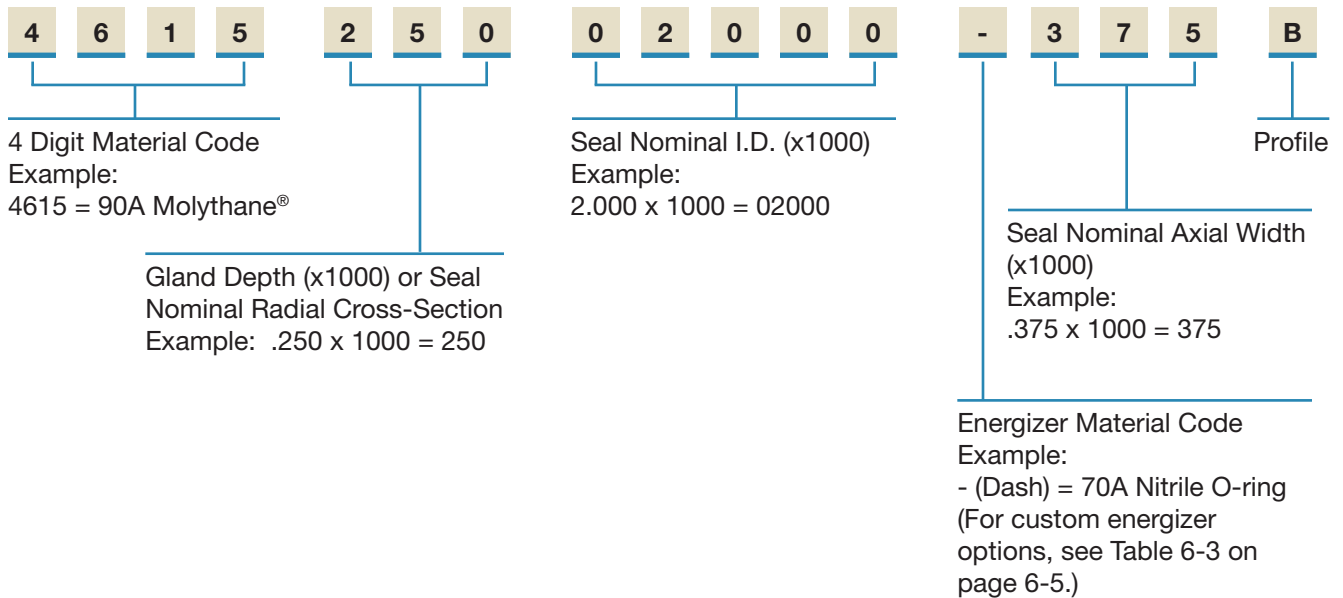 4 6 1 5 2 5 0 0 2 0 0 0 - 3 7 5 B
4 Digit Material Code
Example:
4615 = 90A Molythane®
Gland Depth (x1000) or Seal
Nominal Radial Cross-Section
Example: .250 x 1000 = 250
Seal Nominal I.D. (x1000)
Example:
2.000 x 1000 = 02000
Profile
Seal Nominal Axial Width
(x1000)
Example:
.375 x 1000 = 375
Energizer Material Code
Example:
- (Dash) = 70A Nitrile O-ring
(For custom energizer
options, see Table 6-3 on
page 6-5.)